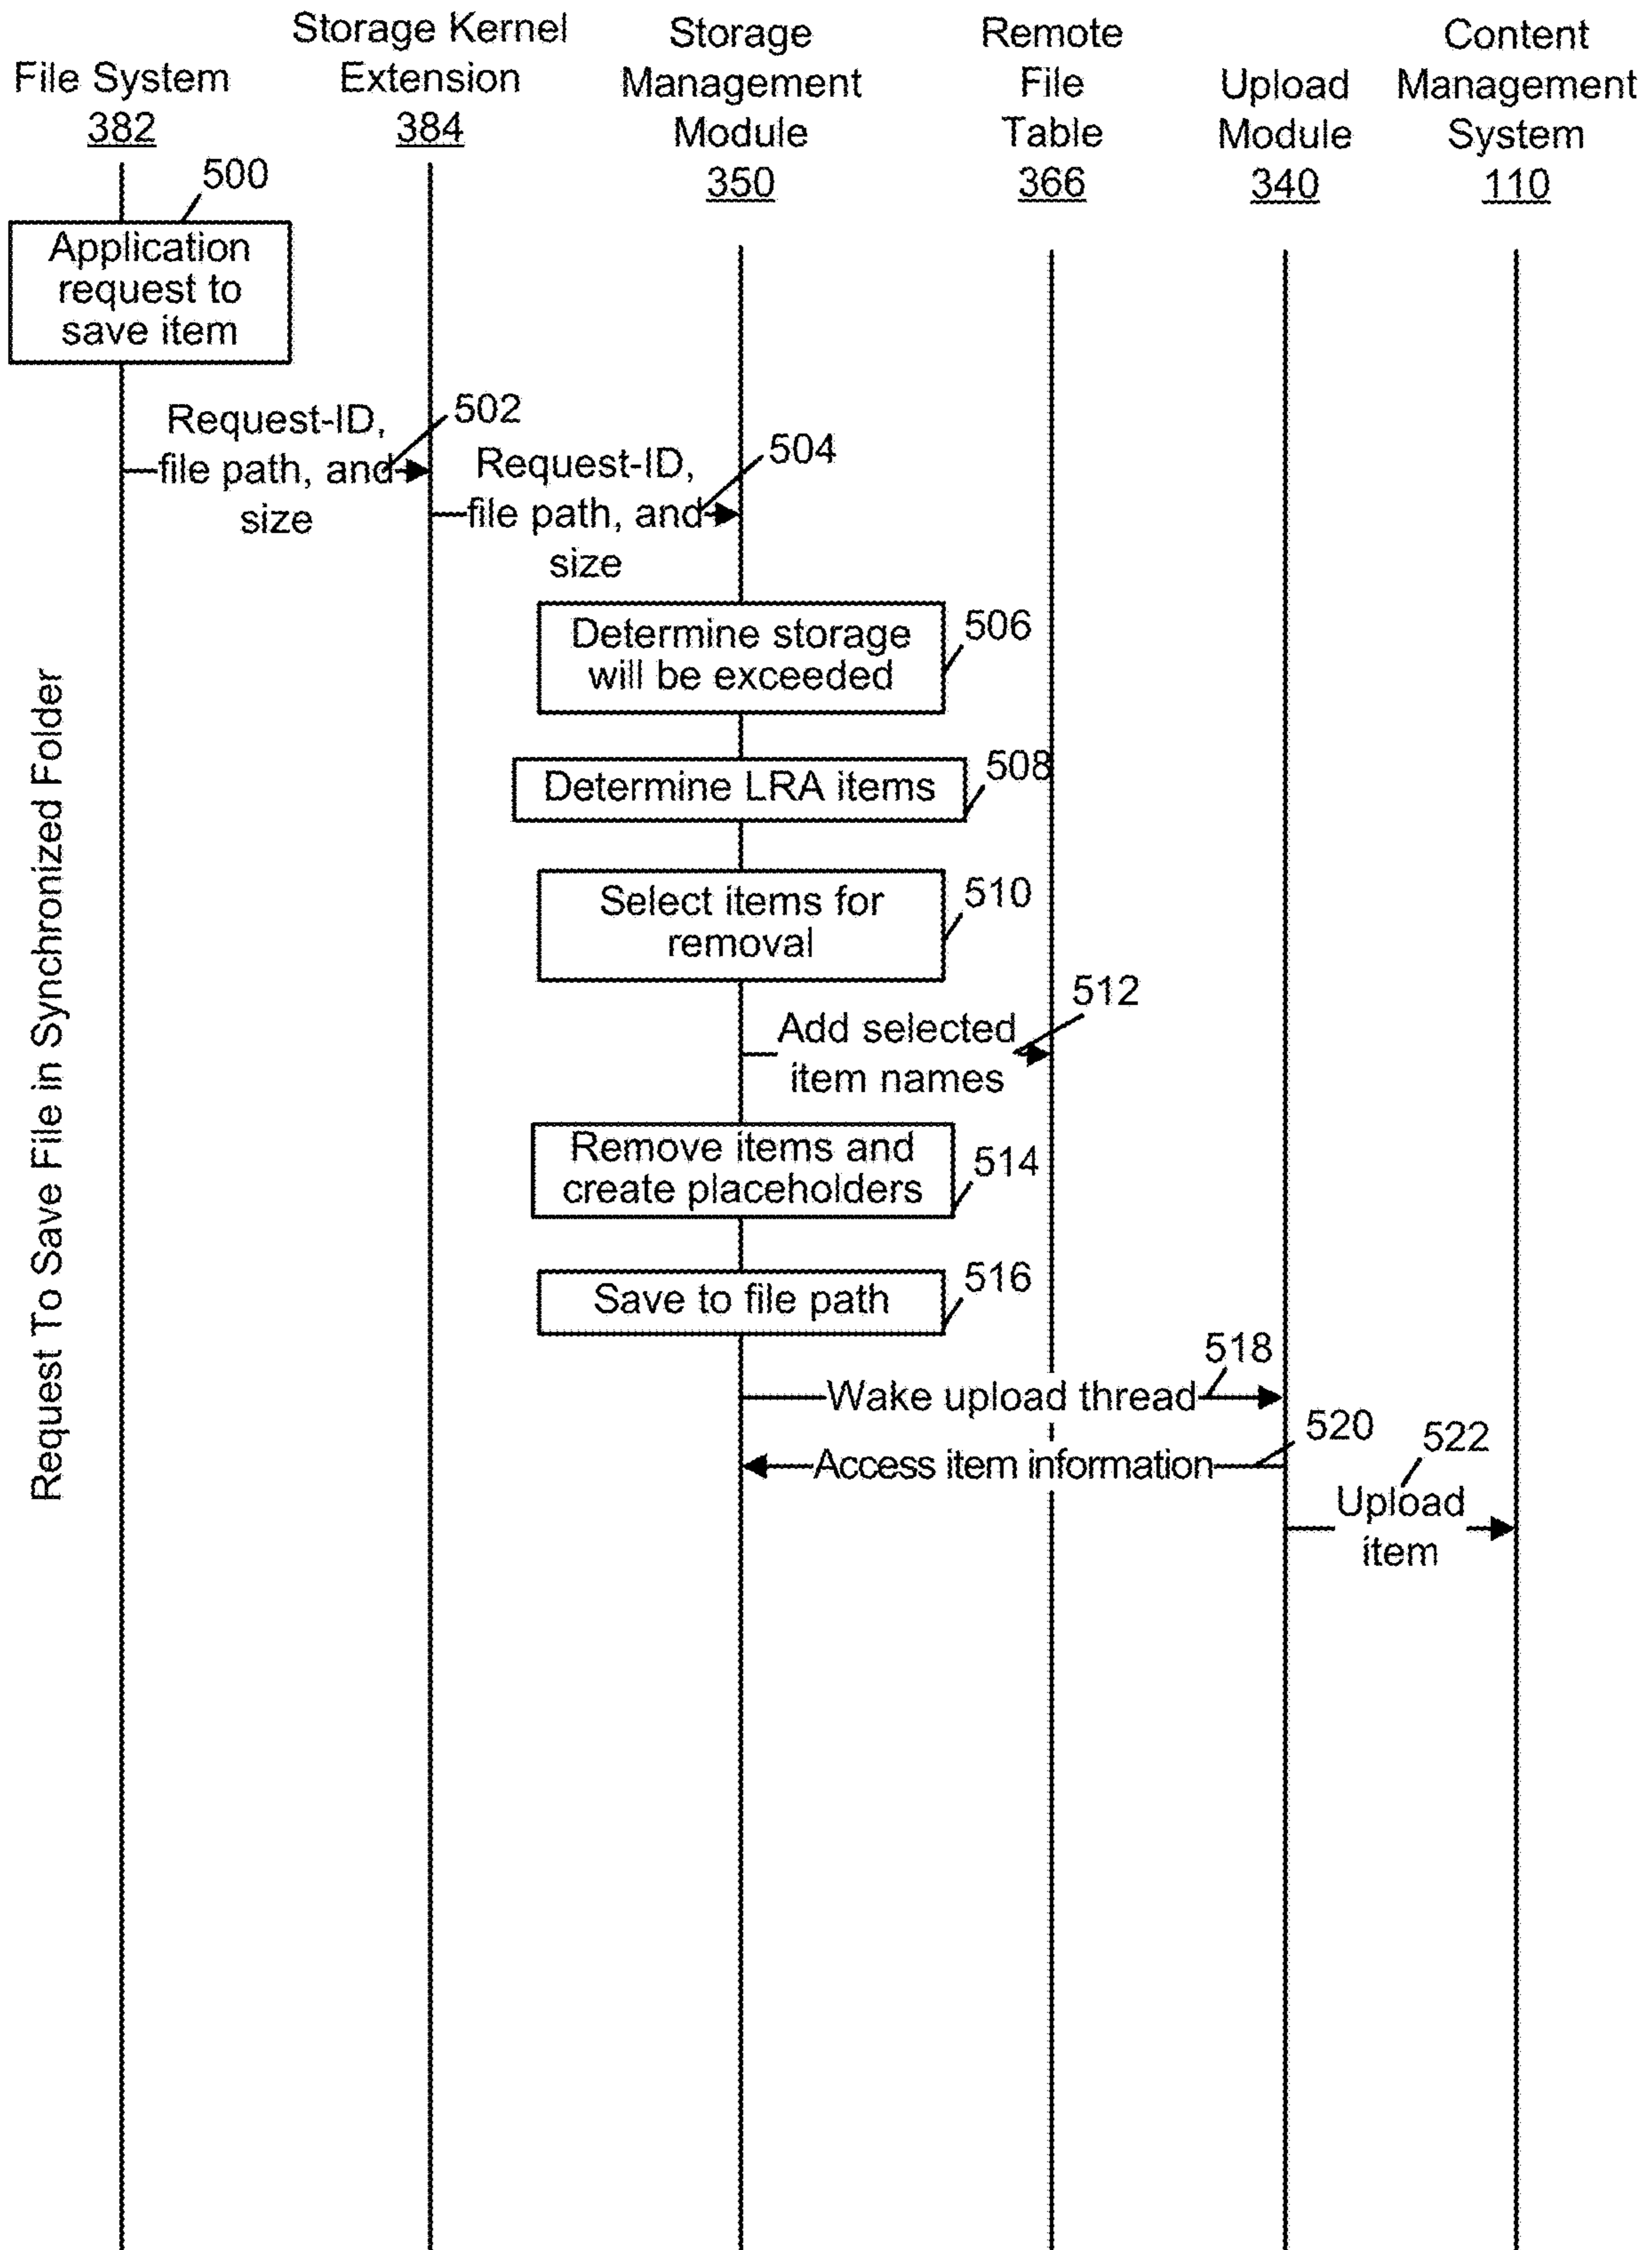 File System
382
Storage Kernel
Extension
384
Storage
Management
Module
350
Remote
File
Table
366
Upload
Module
340
Content
Management
System
110
500
Application
request to
save item
Request-ID,
file path, and
size
502
Request-ID,
file path, and
size
504
Determine storage
will be exceeded
506
Determine LRA items
508
Select items for
removal
510
Add selected
item names
512
Remove items and
create placeholders
514
Save to file path
516
Wake upload thread
518
Access item information
520
Upload
item
522
Request To Save File in Synchronized Folder